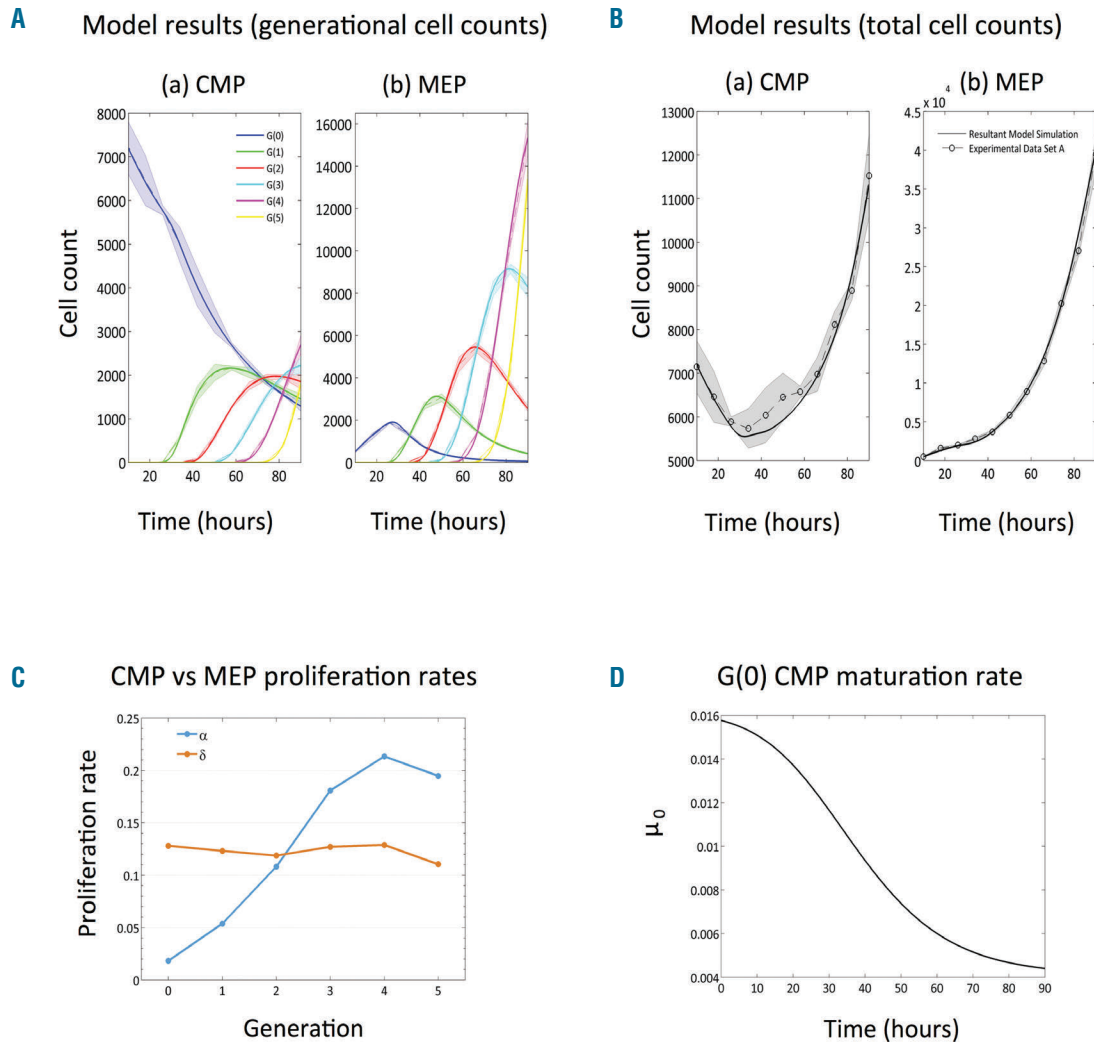 A
Model results (generational cell counts)
(a) CMP
(b) MEP
8000
7000
6000
5000
4000
3000
2000
1000
0
Cell count
G(0)
G(1)
G(2)
G(3)
G(4)
G(5)
20
40
60
80
16000
14000
12000
10000
8000
6000
4000
2000
0
20
40
60
80
Time (hours)
Time (hours)
B
Model results (total cell counts)
(a) CMP
(b) MEP
13000
12000
11000
10000
9000
8000
7000
6000
5000
Cell count
20
40
60
80
x 10 4
4.5
4
3.5
3
2.5
2
1.5
1
0.5
0
Resultant Model Simulation
Experimental Data Set A
20
40
60
80
Time (hours)
Time (hours)
C
CMP vs MEP proliferation rates
Proliferation rate
0.25
0.2
0.15
0.1
0.05
0
α
δ
0
1
2
3
4
5
Generation
D
G(0) CMP maturation rate
μ0
0.016
0.014
0.012
0.01
0.008
0.006
0.004
0
10
20
30
40
50
60
70
80
90
Time (hours)